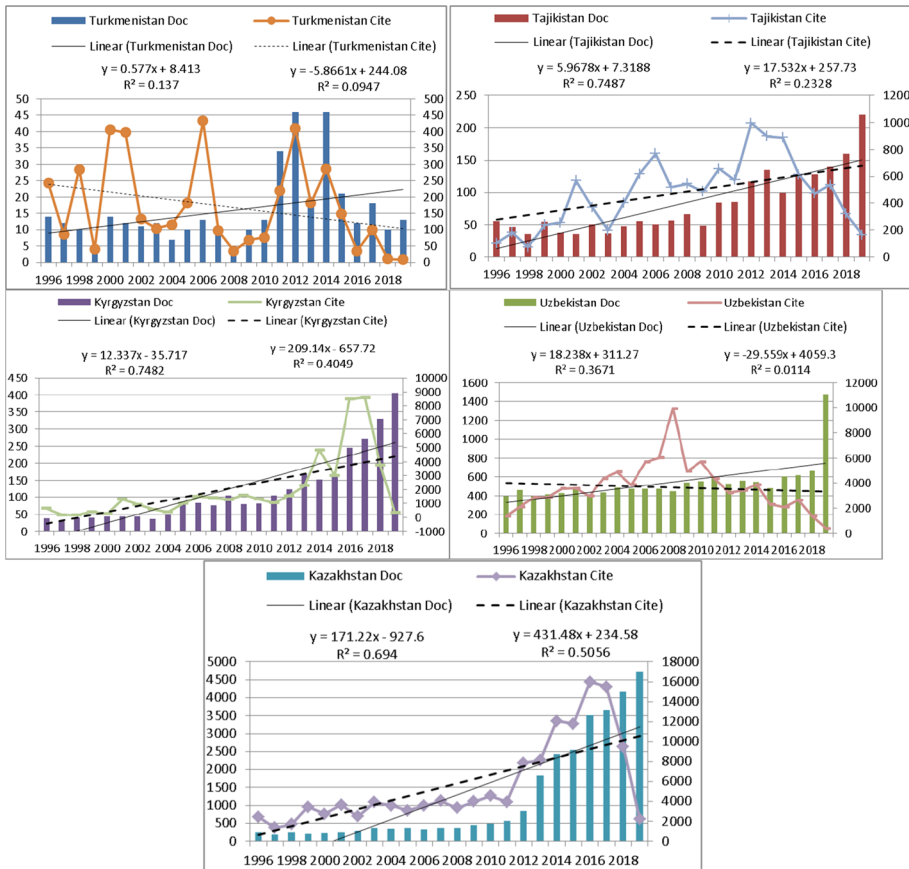 Turkmenistan Doc Turkmenistan Cite
Linear (Turkmenistan Doc) Linear (Turkmenistan Cite)
y = 0.577x + 8.413 y = -5.8661x + 244.08
R² = 0.137 R² = 0.0947
50 500
45 450
40 400
35 350
30 300
25 250
20 200
15 150
10 100
5 50
0 0
1996 1998 2000 2002 2004 2006 2008 2010 2012 2014 2016 2018
Tajikistan Doc Tajikistan Cite
Linear (Tajikistan Doc) Linear (Tajikistan Cite)
y = 5.9678x + 7.3188 y = 17.532x + 257.73
R² = 0.7487 R² = 0.2328
250 1200
200 1000
150 800
100 600
50 400
0 200
0
1996 1998 2000 2002 2004 2006 2008 2010 2012 2014 2016 2018
Kyrgyzstan Doc Kyrgyzstan Cite
Linear (Kyrgyzstan Doc) Linear (Kyrgyzstan Cite)
y = 12.337x - 35.717 y = 209.14x - 657.72
R² = 0.7482 R² = 0.4049
450 10000
400 9000
350 8000
300 7000
250 6000
200 5000
150 4000
100 3000
50 2000
0 1000
0
-1000
1996 1998 2000 2002 2004 2006 2008 2010 2012 2014 2016 2018
Uzbekistan Doc Uzbekistan Cite
Linear (Uzbekistan Doc) Linear (Uzbekistan Cite)
y = 18.238x + 311.27 y = -29.559x + 4059.3
R² = 0.3671 R² = 0.0114
1600 12000
1400 10000
1200 8000
1000 6000
800 4000
600 2000
400 0
200
0
1996 1998 2000 2002 2004 2006 2008 2010 2012 2014 2016 2018
Kazakhstan Doc Kazakhstan Cite
Linear (Kazakhstan Doc) Linear (Kazakhstan Cite)
y = 171.22x - 927.6 y = 431.48x + 234.58
R² = 0.694 R² = 0.5056
5000 18000
4500 16000
4000 14000
3500 12000
3000 10000
2500 8000
2000 6000
1500 4000
1000 2000
500 0
0
1996 1998 2000 2002 2004 2006 2008 2010 2012 2014 2016 2018